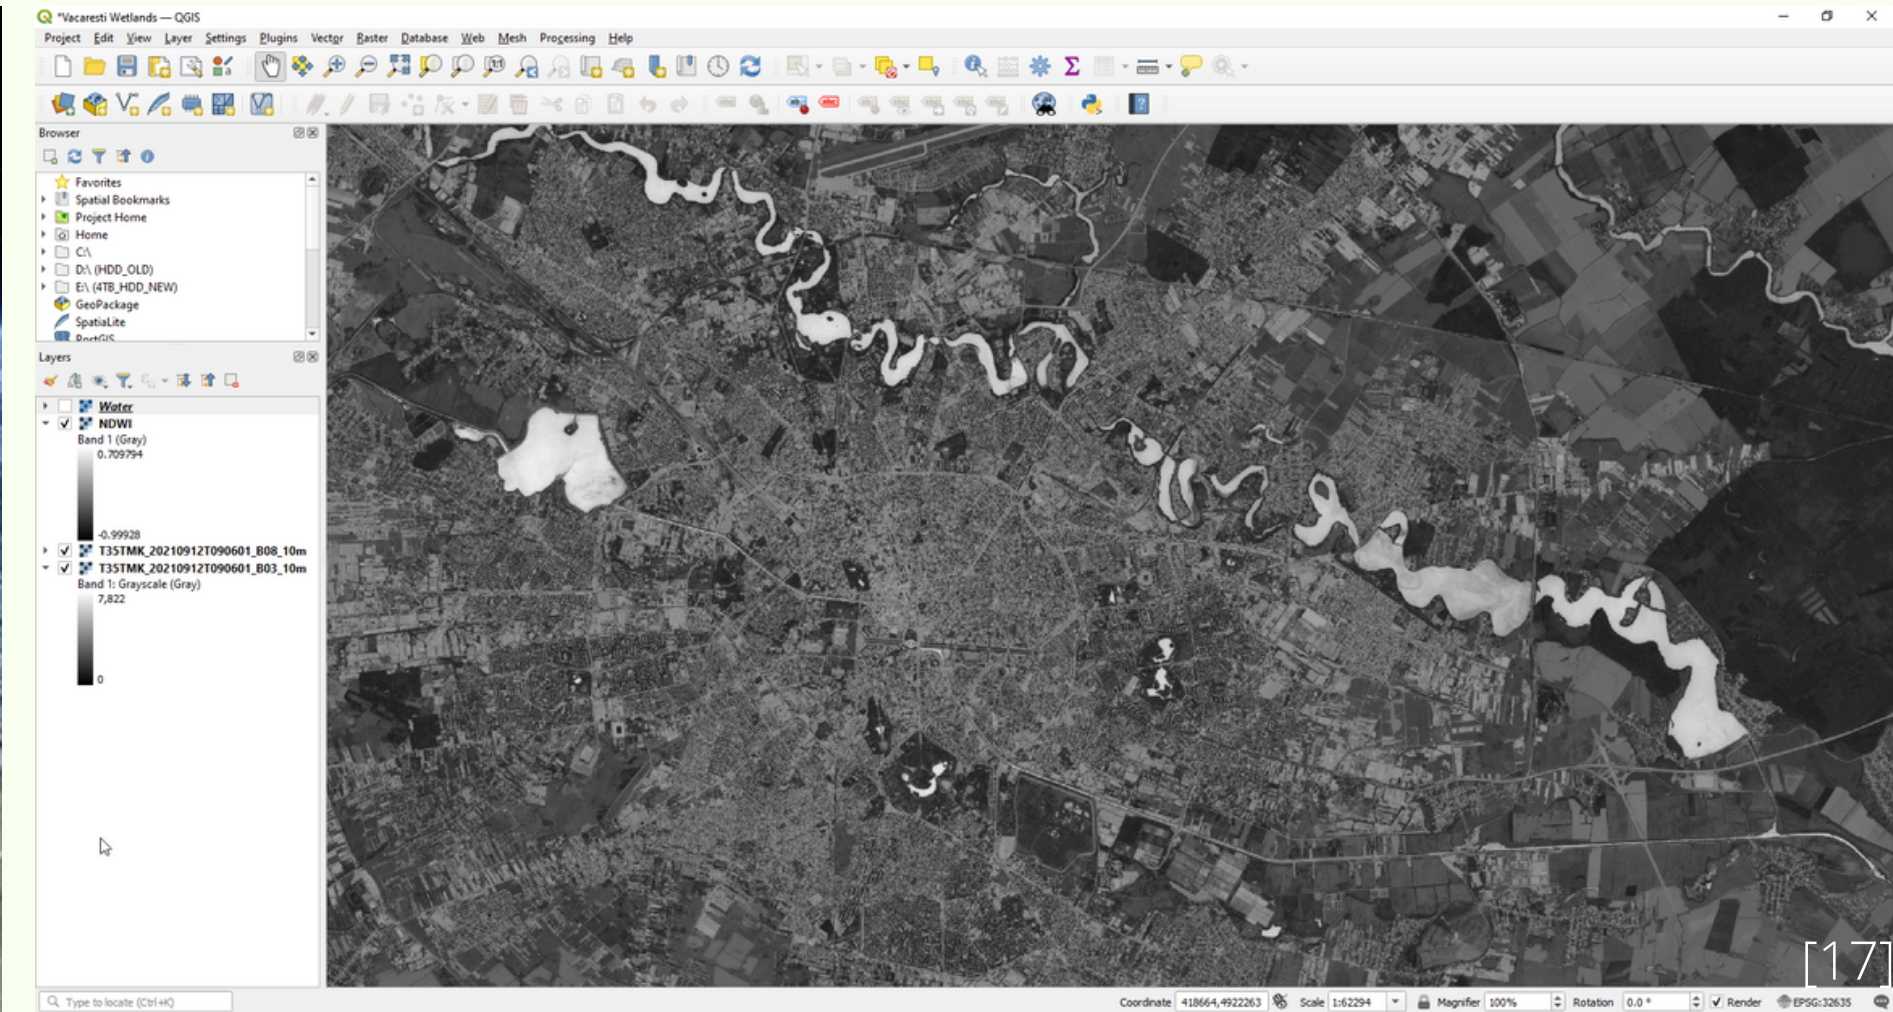 *Vacaresti Wetlands — QGIS
Project Edit View Layer Settings Plugins Vector Raster Database Web Mesh Processing Help
Browser
Favorites
Spatial Bookmarks
Project Home
Home
C:\
D:\ (HDD_OLD)
E:\ (4TB_HDD_NEW)
GeoPackage
SpatiaLite
PostGIS
Layers
Water
NDWI
Band 1 (Gray)
0.709794
-0.99928
T35TMK_20210912T090601_B08_10m
T35TMK_20210912T090601_B03_10m
Band 1: Grayscale (Gray)
7,822
0
[17]
Type to locate (Ctrl+K)
Coordinate 418664,4922263 Scale 1:62294 Magnifier 100% Rotation 0.0 ° Render EPSG:32635